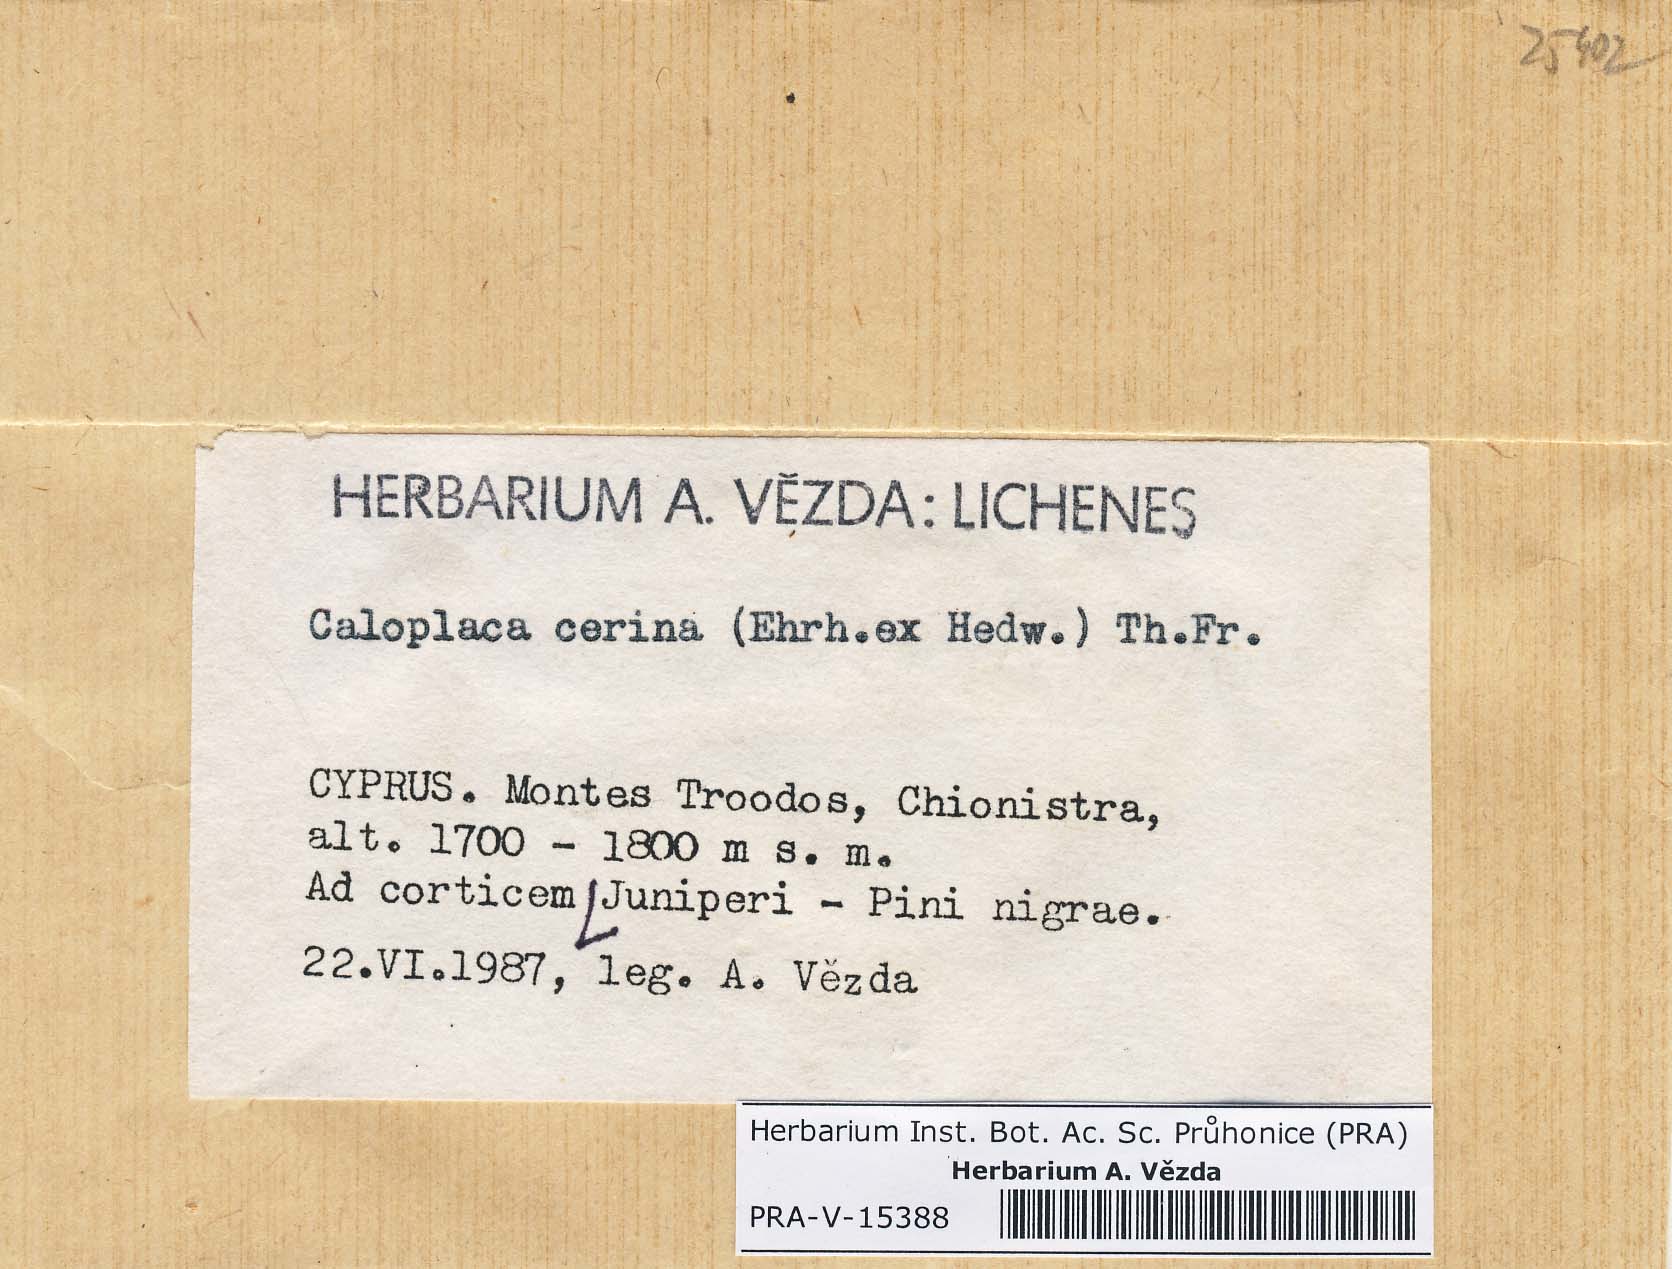 25402
HERBARIUM A. VĚZDA: LICHENES
Caloplaca cerina (Ehrh.ex Hedw.) Th.Fr.
CYPRUS. Montes Troodos, Chionistra,
alt. 1700 - 1800 m s. m.
Ad corticem Juniperi - Pini nigrae.
22.VI.1987, leg. A. Vězda
Herbarium Inst. Bot. Ac. Sc. Průhonice (PRA)
Herbarium A. Vězda
PRA-V-15388